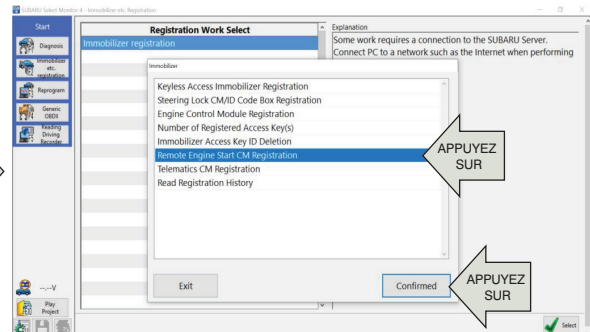 SUBARU Select Monitor 4 - Immobilizer etc. Registration
Start
Diagnosis
Immobilizer
etc.
registration
Reprogram
Generic
OBDII
Reading
Driving
Recorder
--.--V
Play
Project
Registration Work Select
Immobilizer registration
Explanation
Some work requires a connection to the SUBARU Server.
Connect PC to a network such as the Internet when performing
Immobilizer
Keyless Access Immobilizer Registration
Steering Lock CM/ID Code Box Registration
Engine Control Module Registration
Number of Registered Access Key(s)
Immobilizer Access Key ID Deletion
Remote Engine Start CM Registration
Telematics CM Registration
Read Registration History
Exit
Confirmed
APPUYEZ
SUR
APPUYEZ
SUR
Select